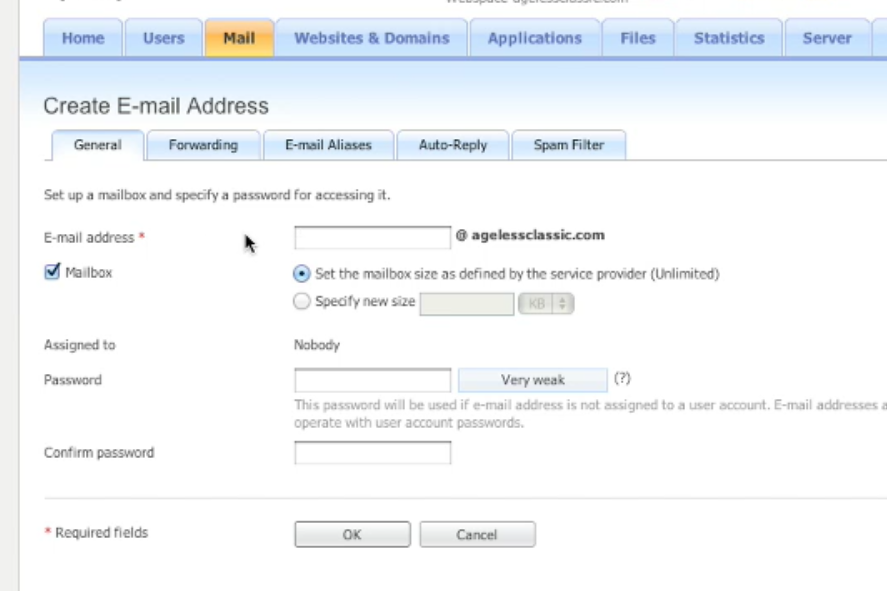 Home Users Mail Websites & Domains Applications Files Statistics Server
Create E-mail Address
General Forwarding E-mail Aliases Auto-Reply Spam Filter
Set up a mailbox and specify a password for accessing it.
E-mail address * @ agelessclassic.com
Mailbox Set the mailbox size as defined by the service provider (Unlimited)
Specify new size KB
Assigned to Nobody
Password Very weak (?)
This password will be used if e-mail address is not assigned to a user account. E-mail addresses a
operate with user account passwords.
Confirm password
* Required fields OK Cancel